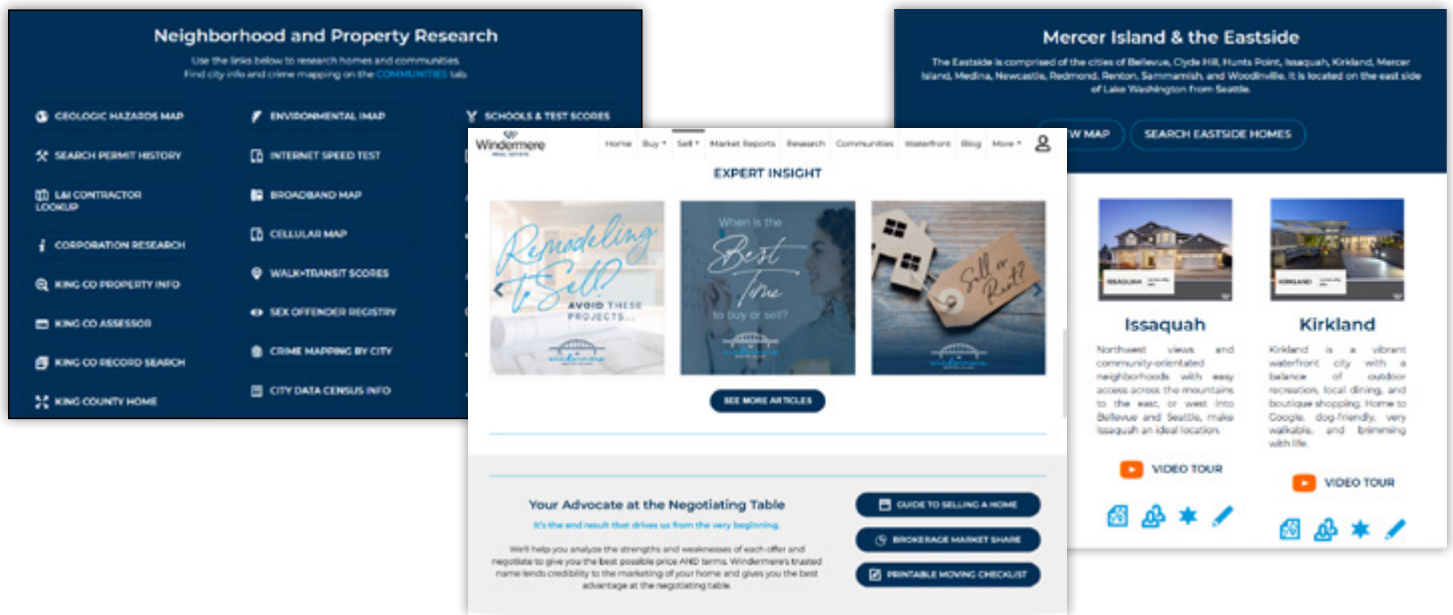 Neighborhood and Property Research
Use the links below to research homes and communities.
Find city info and crime mapping on the COMMUNITIES tab.
GEOLOGIC HAZARDS MAP
SEARCH PERMIT HISTORY
L&I CONTRACTOR
LOOKUP
CORPORATION RESEARCH
KING CO PROPERTY INFO
KING CO ASSESSOR
KING CO RECORD SEARCH
KING COUNTY HOME
ENVIRONMENTAL IMAP
INTERNET SPEED TEST
BROADBAND MAP
CELLULAR MAP
WALK+TRANSIT SCORES
SEX OFFENDER REGISTRY
CRIME MAPPING BY CITY
CITY DATA CENSUS INFO
SCHOOLS & TEST SCORES
Windermere
REAL ESTATE
Home Buy Sell Market Reports Research Communities Waterfront Blog More
EXPERT INSIGHT
Remodeling
to Sell?
AVOID THESE
PROJECTS...
windermere
When is the
Best
Time
to buy or sell?
windermere
Sell or
Rent?
windermere
SEE MORE ARTICLES
Your Advocate at the Negotiating Table
It's the end result that drives us from the very beginning.
We'll help you analyze the strengths and weaknesses of each offer and
negotiate to give you the best possible price AND terms. Windermere's trusted
name lends credibility to the marketing of your home and gives you the best
advantage at the negotiating table.
GUIDE TO SELLING A HOME
BROKERAGE MARKET SHARE
PRINTABLE MOVING CHECKLIST
Mercer Island & the Eastside
The Eastside is comprised of the cities of Bellevue, Clyde Hill, Hunts Point, Issaquah, Kirkland, Mercer
Island, Medina, Newcastle, Redmond, Renton, Sammamish, and Woodinville. It is located on the east side
of Lake Washington from Seattle.
EW MAP
SEARCH EASTSIDE HOMES
ISSAQUAH
KIRKLAND
Issaquah
Northwest views and
community-orientated
neighborhoods with easy
access across the mountains
to the east, or west into
Bellevue and Seattle, make
Issaquah an ideal location.
VIDEO TOUR
Kirkland
Kirkland is a vibrant
waterfront city with a
balance of outdoor
recreation, local dining, and
boutique shopping. Home to
Google, dog-friendly, very
walkable, and brimming
with life.
VIDEO TOUR